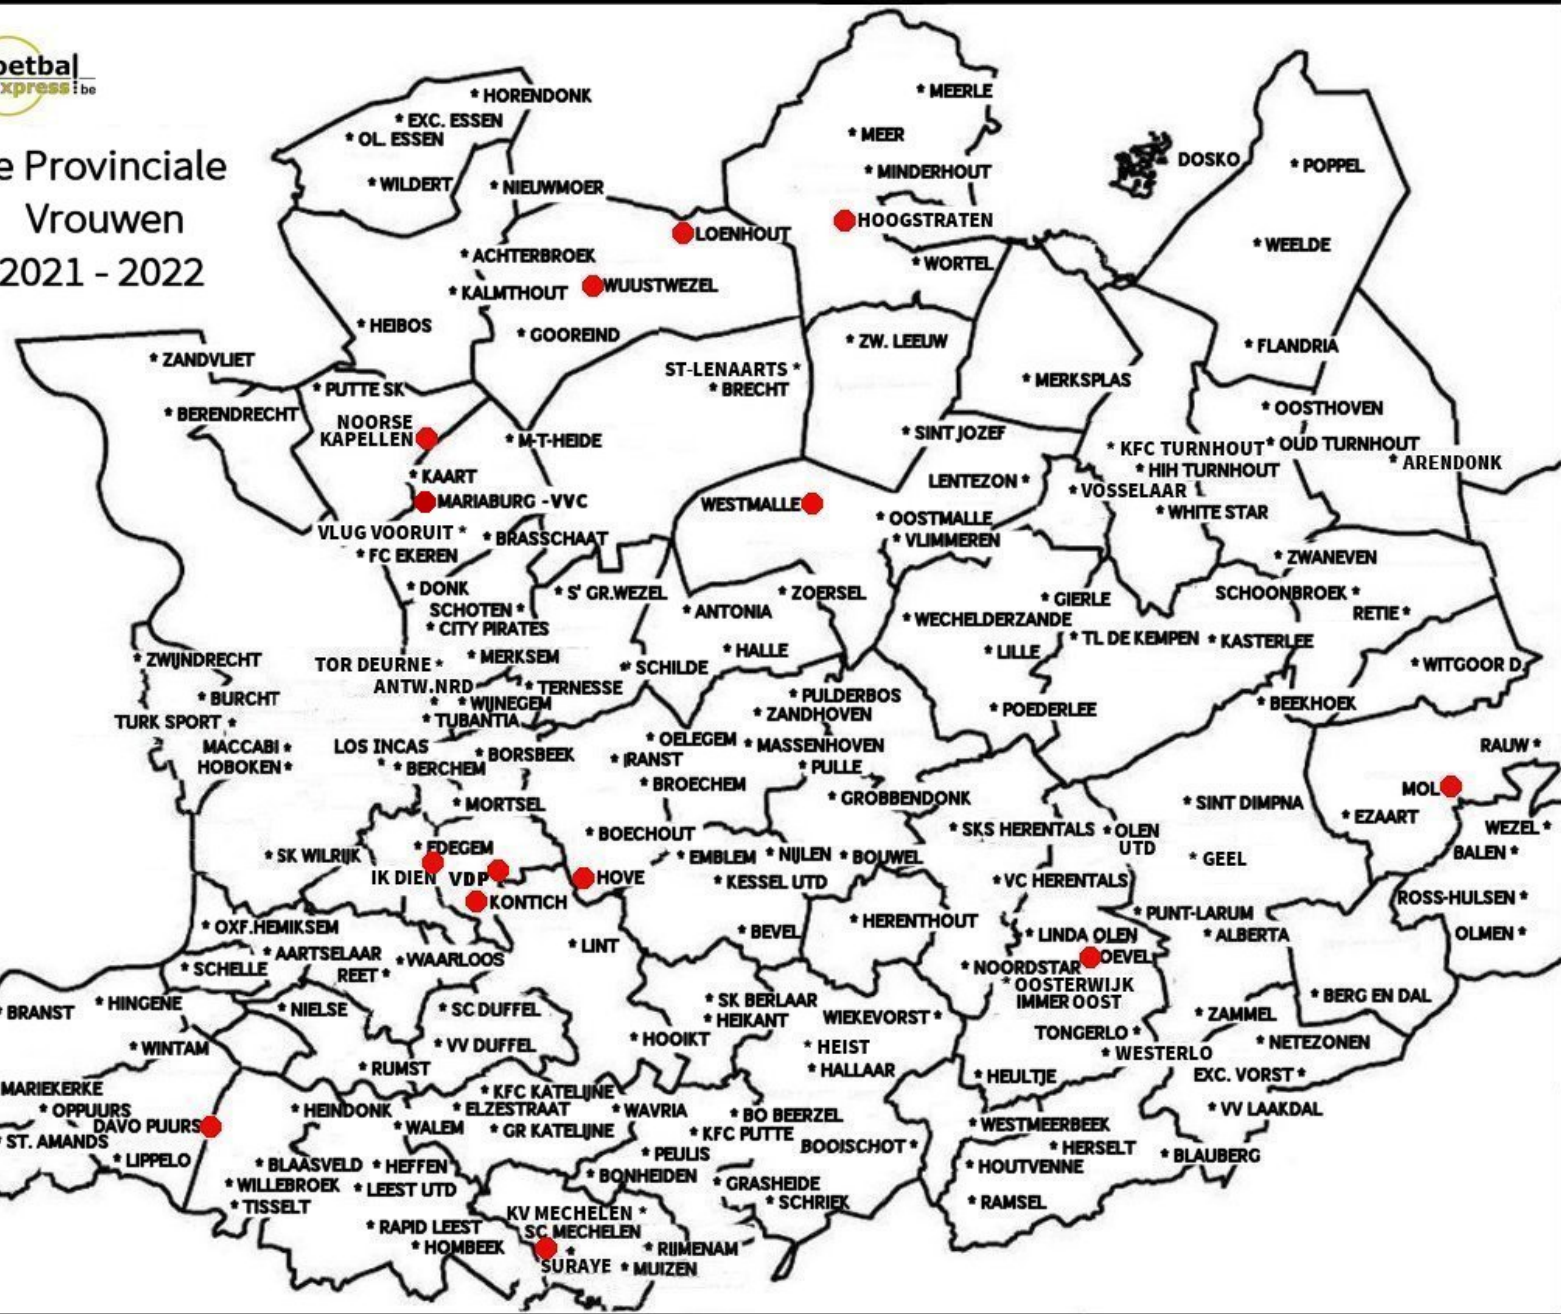 oetbal
xpress!.be
e Provinciale
Vrouwen
2021 - 2022
* HORENDONK
* EXC. ESSEN
* OL. ESSEN
* WILDERT
* NIEUWMOER
* MEERLE
* MEER
* MINDERHOUT
HOOGSTRATEN
DOSKO
* POPPEL
LOENHOUT
* WEELDE
* ACHTERBROEK
* WORTEL
* KALMTHOUT
WUUSTWEZEL
* HEIBOS
* GOOREIND
* ZW. LEEUW
* FLANDRIA
* ZANDVLIET
ST-LENAARTS *
* PUTTE SK
* BRECHT
* MERKSPLAS
* BERENDRECHT
NOORSE
KAPELLEN
* M-T-HEIDE
* SINT JOZEF
* OOSTHOVEN
* KFC TURNHOUT
* OUD TURNHOUT
* HIH TURNHOUT
* ARENDONK
* KAART
LENTEZON *
* VOSSELAAR
MARIABURG -VVC
WESTMALLE
* OOSTMALLE
* WHITE STAR
VLUG VOORUIT *
* BRASSCHAAT
* VLIMMEREN
* FC EKEREN
* ZWANEVEN
* DONK
* S' GR.WEZEL
* ZOERSEL
* GIERLE
SCHOONBROEK *
SCHOTEN *
* ANTONIA
* WECHELDERZANDE
RETIE *
* CITY PIRATES
* TL DE KEMPEN
* KASTERLEE
* ZWIJNDRECHT
TOR DEURNE *
* MERKSEM
* SCHILDE
* HALLE
* LILLE
* WITGOOR D.
ANTW.NRD
* TERNESSE
* BURCHT
* WIJNEGEM
* PULDERBOS
* BEEKHOEK
TURK SPORT *
* TUBANTIA
* ZANDHOVEN
* POEDERLEE
MACCABI *
LOS INCAS
* BORSBEEK
* OELEGEM
* MASSENHOVEN
RAUW *
HOBOKEN *
* BERCHEM
* RANST
* PULLE
* BROECHEM
MOL
* MORTSEL
* GROBBENDONK
* SINT DIMPNA
* EZAART
* BOECHOUT
* SKS HERENTALS
* OLEN
UTD
WEZEL *
* SK WILRIJK
* EDEGEM
* EMBLEM
* NIJLEN
* BOUWEL
* GEEL
BALEN *
IK DIEN
VDP
HOVE
* KESSEL UTD
* VC HERENTALS
KONTICH
ROSS-HULSEN *
* OXF.HEMIKSEM
* HERENTHOUT
* PUNT-LARUM
* LINT
* BEVEL
* LINDA OLEN
* ALBERTA
OLMEN *
* AARTSELAAR
* WAARLOOS
OEVEL
* SCHELLE
REET *
* NOORDSTAR
* OOSTERWIJK
* BERG EN DAL
* BRANST
* HINGENE
* NIELSE
* SC DUFFEL
* SK BERLAAR
IMMER OOST
* HEIKANT
WIEKEVORST *
* ZAMMEL
* WINTAM
* VV DUFFEL
* HOOIKT
* HEIST
TONGERLO *
* NETEZONEN
* WESTERLO
* RUMST
* HALLAAR
* HEULTJE
EXC. VORST *
MARIEKERKE
* KFC KATELIJNE
* OPPUURS
* HEINDONK
* ELZESTRAAT
* WAVRIA
* BO BEERZEL
* VV LAAKDAL
DAVO PUURS
* WALEM
* GR KATELIJNE
* KFC PUTTE
* WESTMEERBEEK
* ST. AMANDS
BOOISCHOT *
* HERSELT
* LIPPELO
* BLAASVELD
* HEFFEN
* PEULIS
* HOUTVENNE
* BLAUBERG
* WILLEBROEK
* LEEST UTD
* BONHEIDEN
* GRASHEIDE
* TISSELT
* SCHRIEK
* RAMSEL
KV MECHELEN *
* RAPID LEEST
SC MECHELEN
* HOMBEEK
* RIJMENAM
*
SURAYE
* MUIZEN